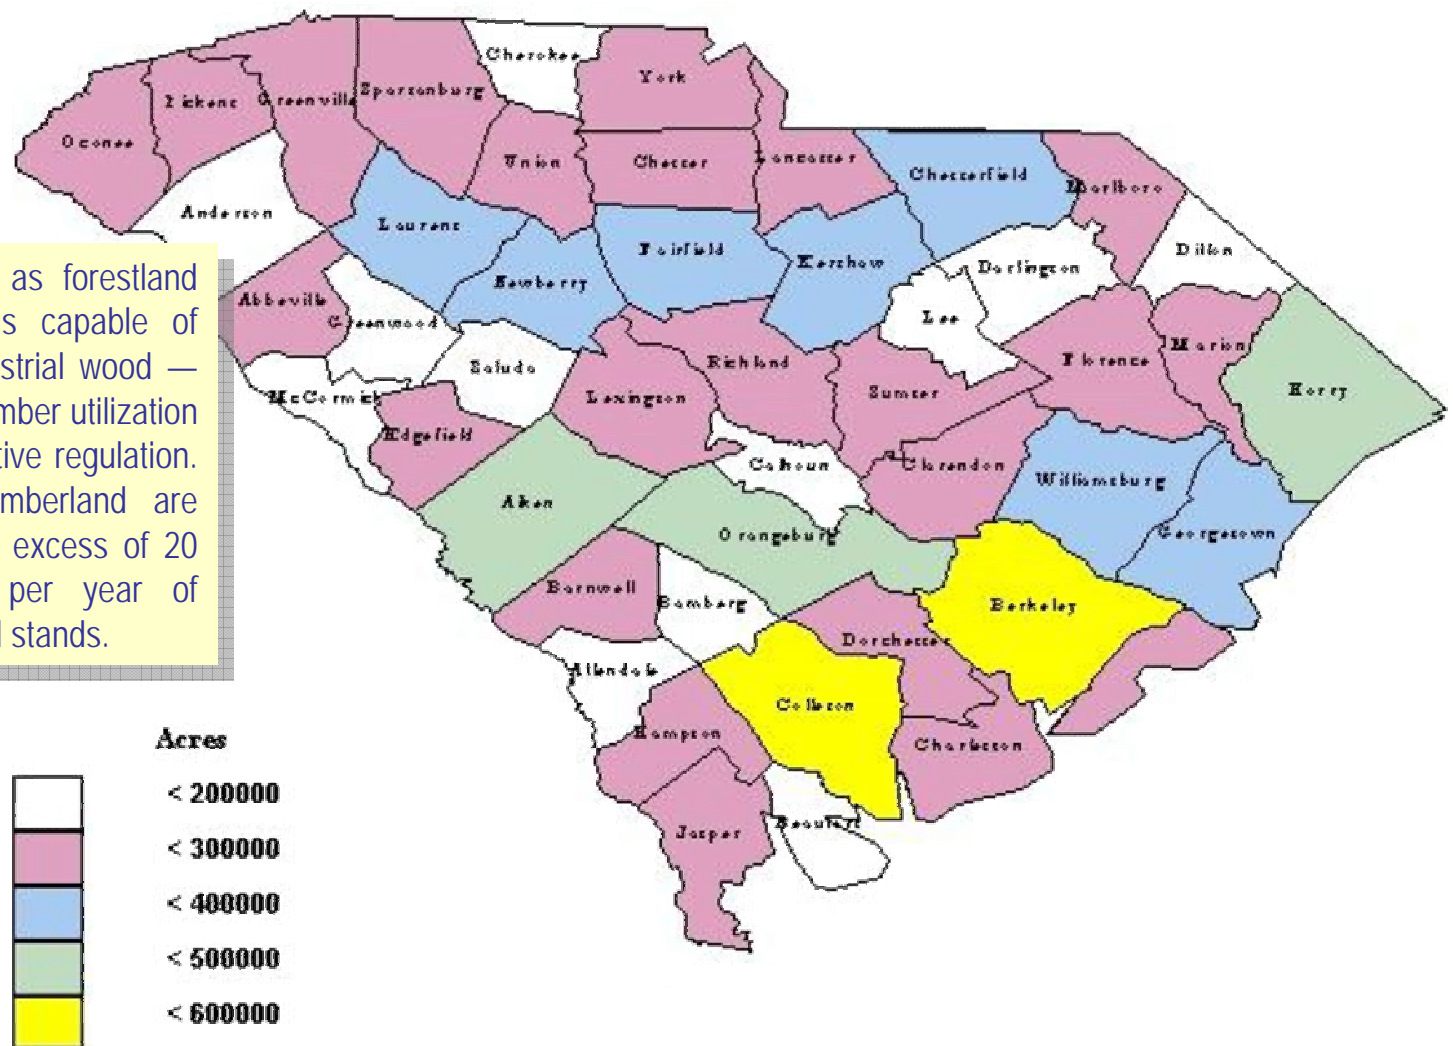 Cherokee
York
Spartanburg
Greenville
Pickens
Oconee
Union
Chester
Lancaster
Chesterfield
Marlboro
Anderson
Laurens
Fairfield
Kershaw
Darlington
Dillon
Newberry
Abbeville
Greenwood
Lee
Saluda
Richland
Florence
Marion
Horry
McCormick
Lexington
Sumter
Edgefield
Calhoun
Clarendon
Williamsburg
Aiken
Orangeburg
Georgetown
Barnwell
Bamberg
Berkeley
Dorchester
Allendale
Colleton
Hampton
Charleston
Jasper
Beaufort
as forestland
s capable of
strial wood —
mber utilization
tive regulation.
mberland are
excess of 20
per year of
l stands.
Acres
< 200000
< 300000
< 400000
< 500000
< 600000